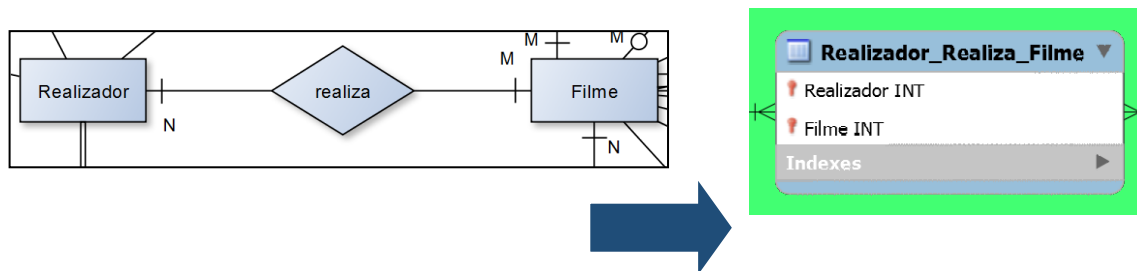 M
M
M
Realizador
realiza
Filme
N
N
Realizador_Realiza_Filme
Realizador INT
Filme INT
Indexes